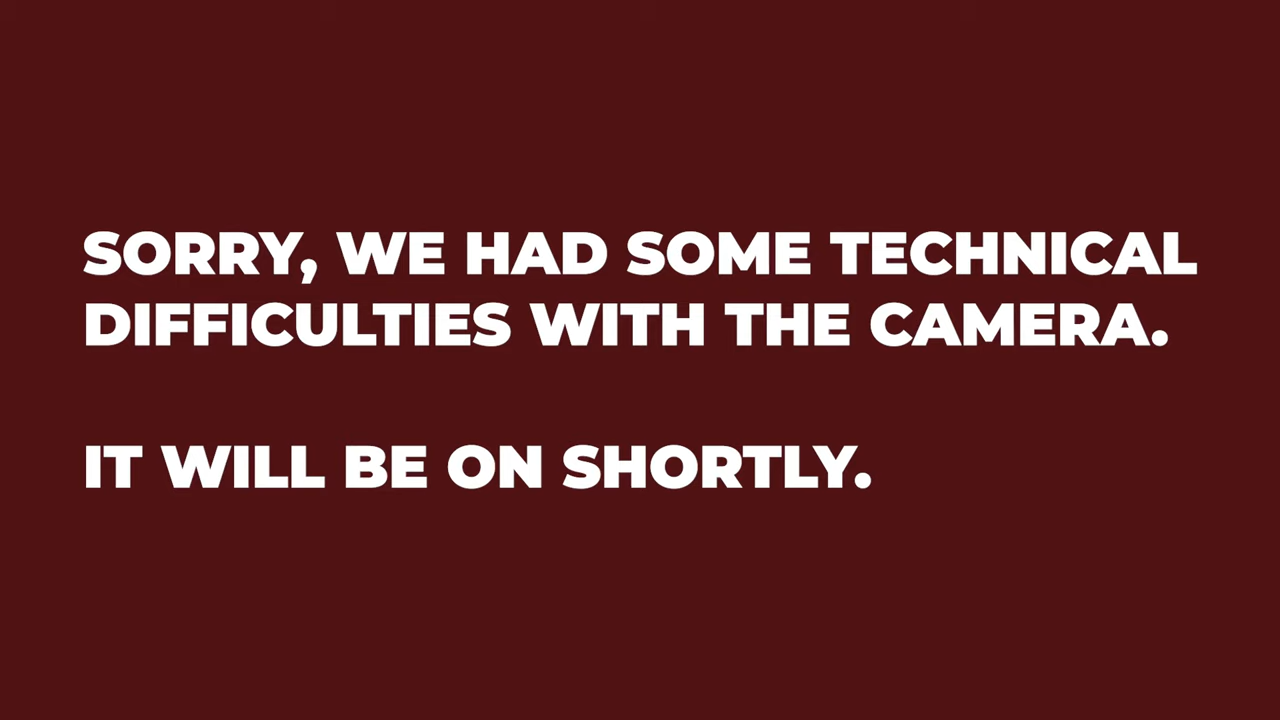 SORRY, WE HAD SOME TECHNICAL
DIFFICULTIES WITH THE CAMERA.
IT WILL BE ON SHORTLY.